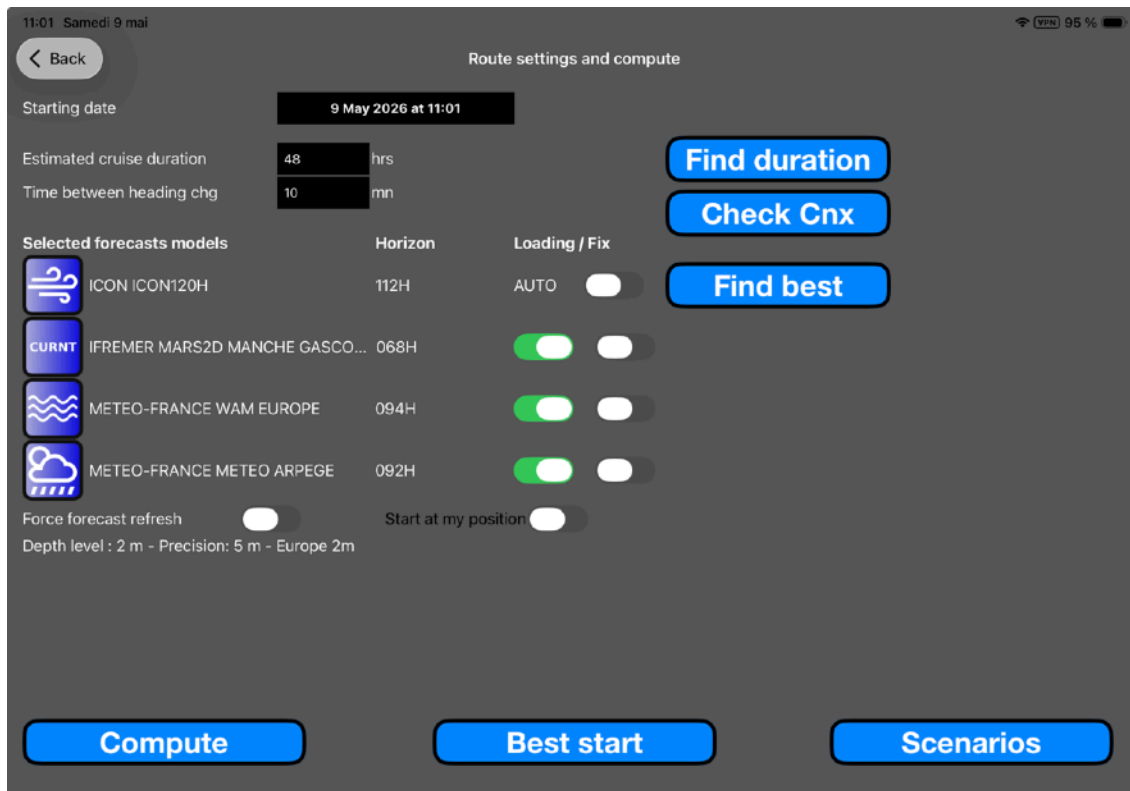 11:01 Samedi 9 mai VPN 95 %
Back Route settings and compute
Starting date 9 May 2026 at 11:01
Estimated cruise duration 48 hrs Find duration
Time between heading chg 10 mn
Check Cnx
Selected forecasts models Horizon Loading / Fix
ICON ICON120H 112H AUTO Find best
CURNT IFREMER MARS2D MANCHE GASCO... 068H
METEO-FRANCE WAM EUROPE 094H
METEO-FRANCE METEO ARPEGE 092H
Force forecast refresh Start at my position
Depth level : 2 m - Precision: 5 m - Europe 2m
Compute Best start Scenarios